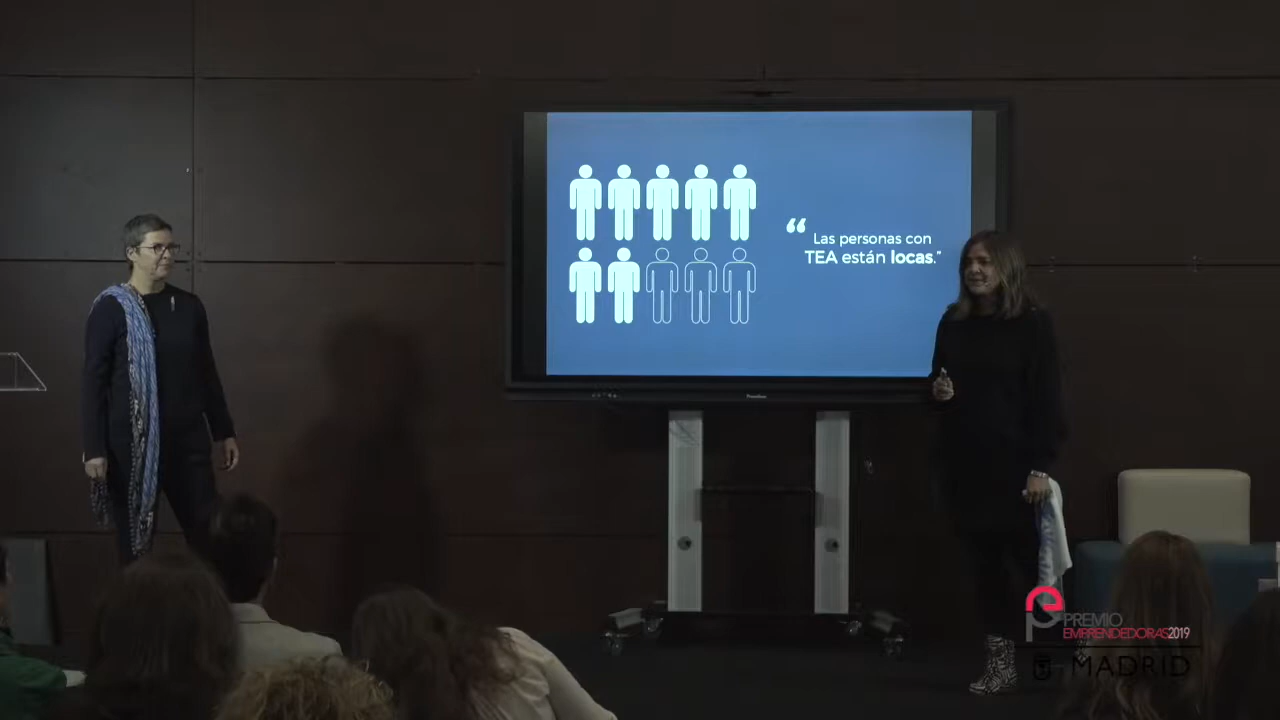 “ Las personas con
TEA están locas.”
PREMIO
EMPRENDEDORAS2019
MADRID